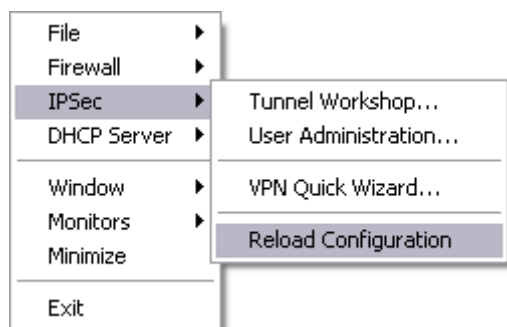 File
Firewall
IPSec
DHCP Server
Window
Monitors
Minimize
Exit
Tunnel Workshop...
User Administration...
VPN Quick Wizard...
Reload Configuration